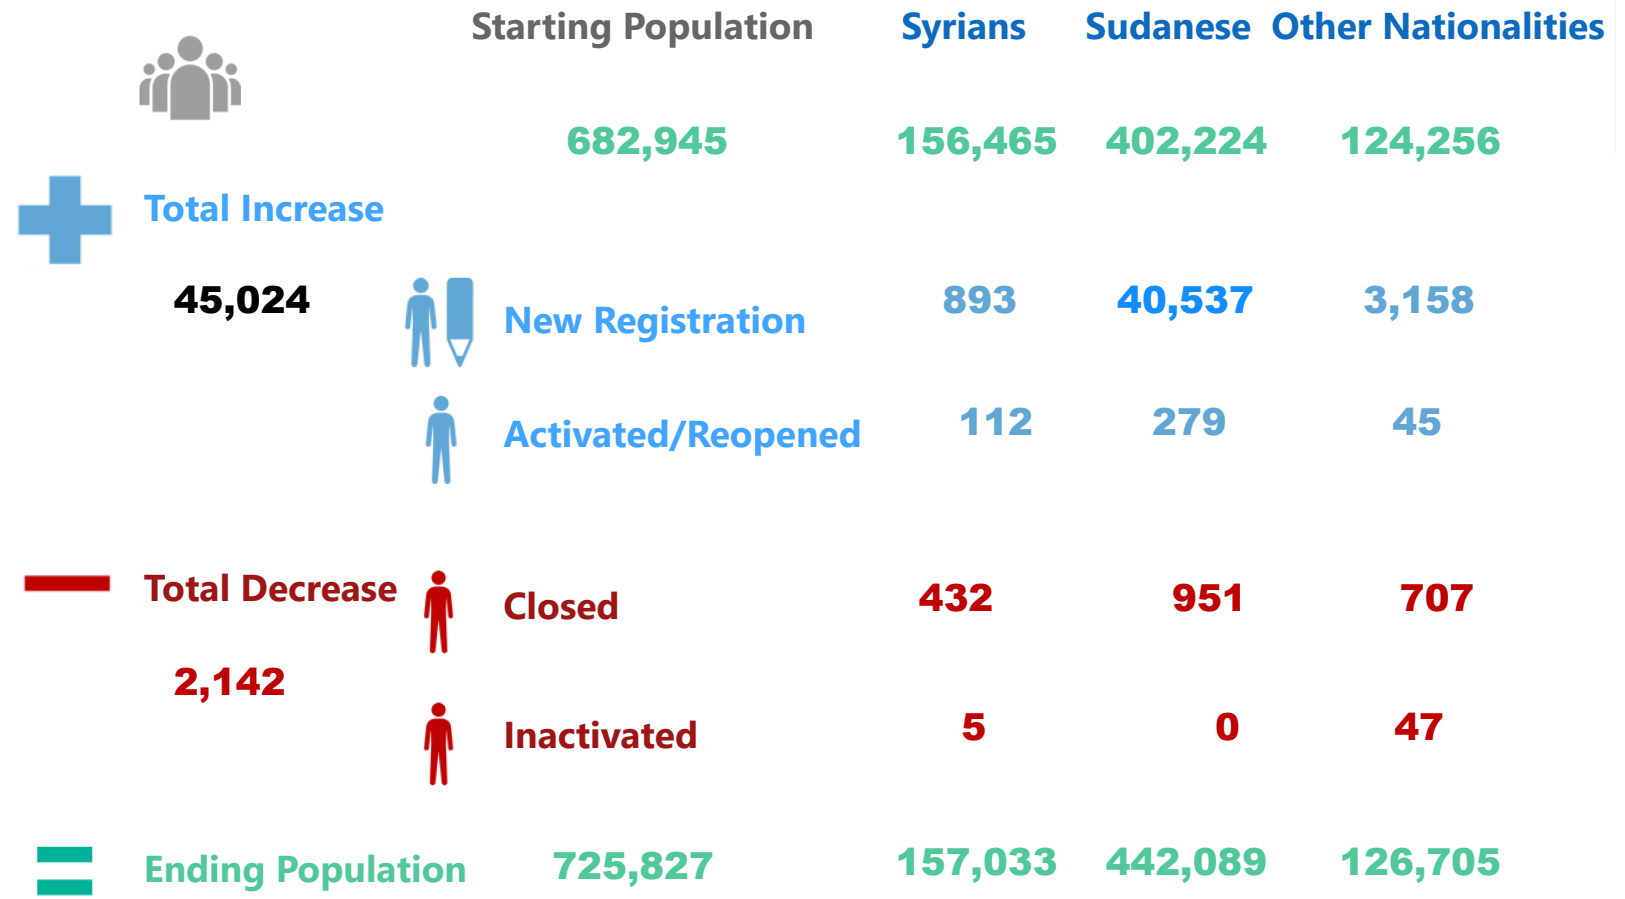 Starting Population Syrians Sudanese Other Nationalities
682,945 156,465 402,224 124,256
Total Increase
45,024 New Registration 893 40,537 3,158
Activated/Reopened 112 279 45
Total Decrease Closed 432 951 707
2,142
Inactivated 5 0 47
Ending Population 725,827 157,033 442,089 126,705